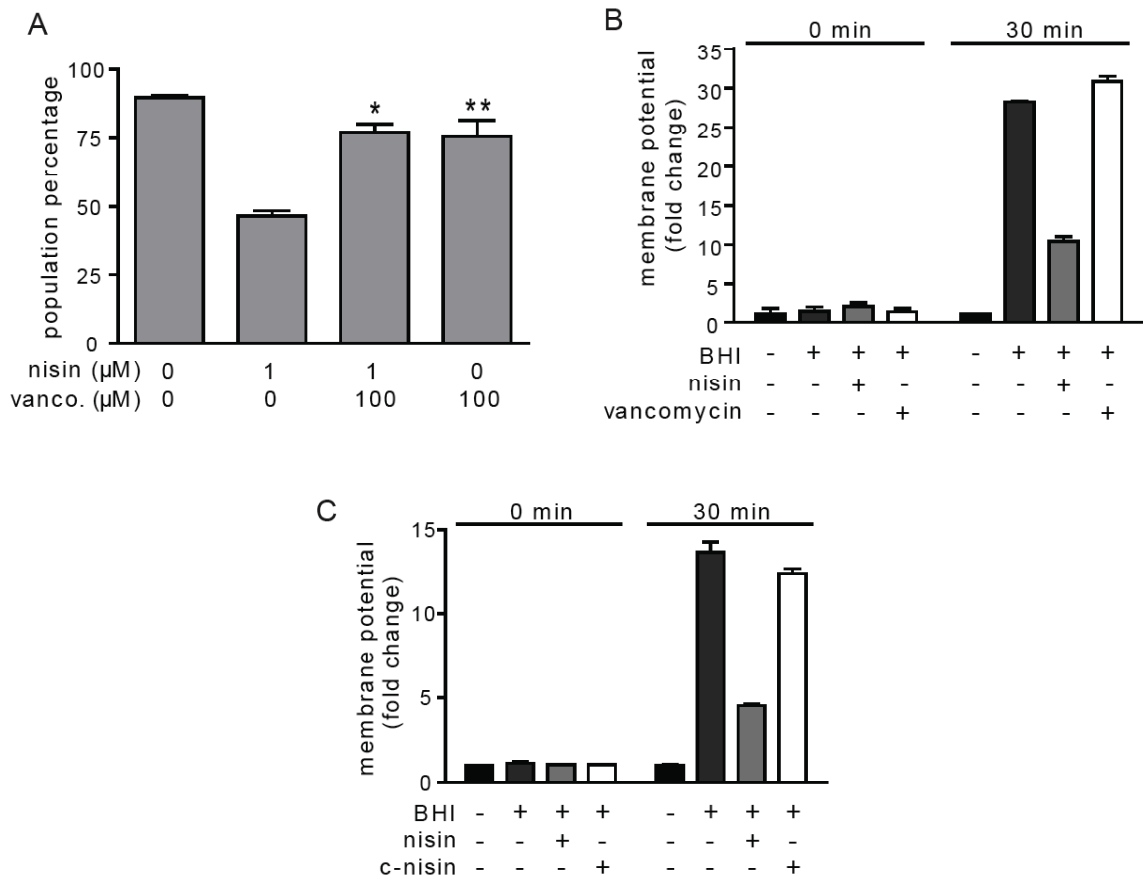 A
population percentage
100
75
50
25
0
* **
nisin (µM) 0 1 1 0
vanco. (µM) 0 0 100 100
B
0 min 30 min
membrane potential
(fold change)
35
30
25
20
15
10
5
0
BHI - + + + - + + +
nisin - - + - - - + -
vancomycin - - - + - - - +
C
0 min 30 min
membrane potential
(fold change)
15
10
5
0
BHI - + + + - + + +
nisin - - + - - - + -
c-nisin - - - + - - - +